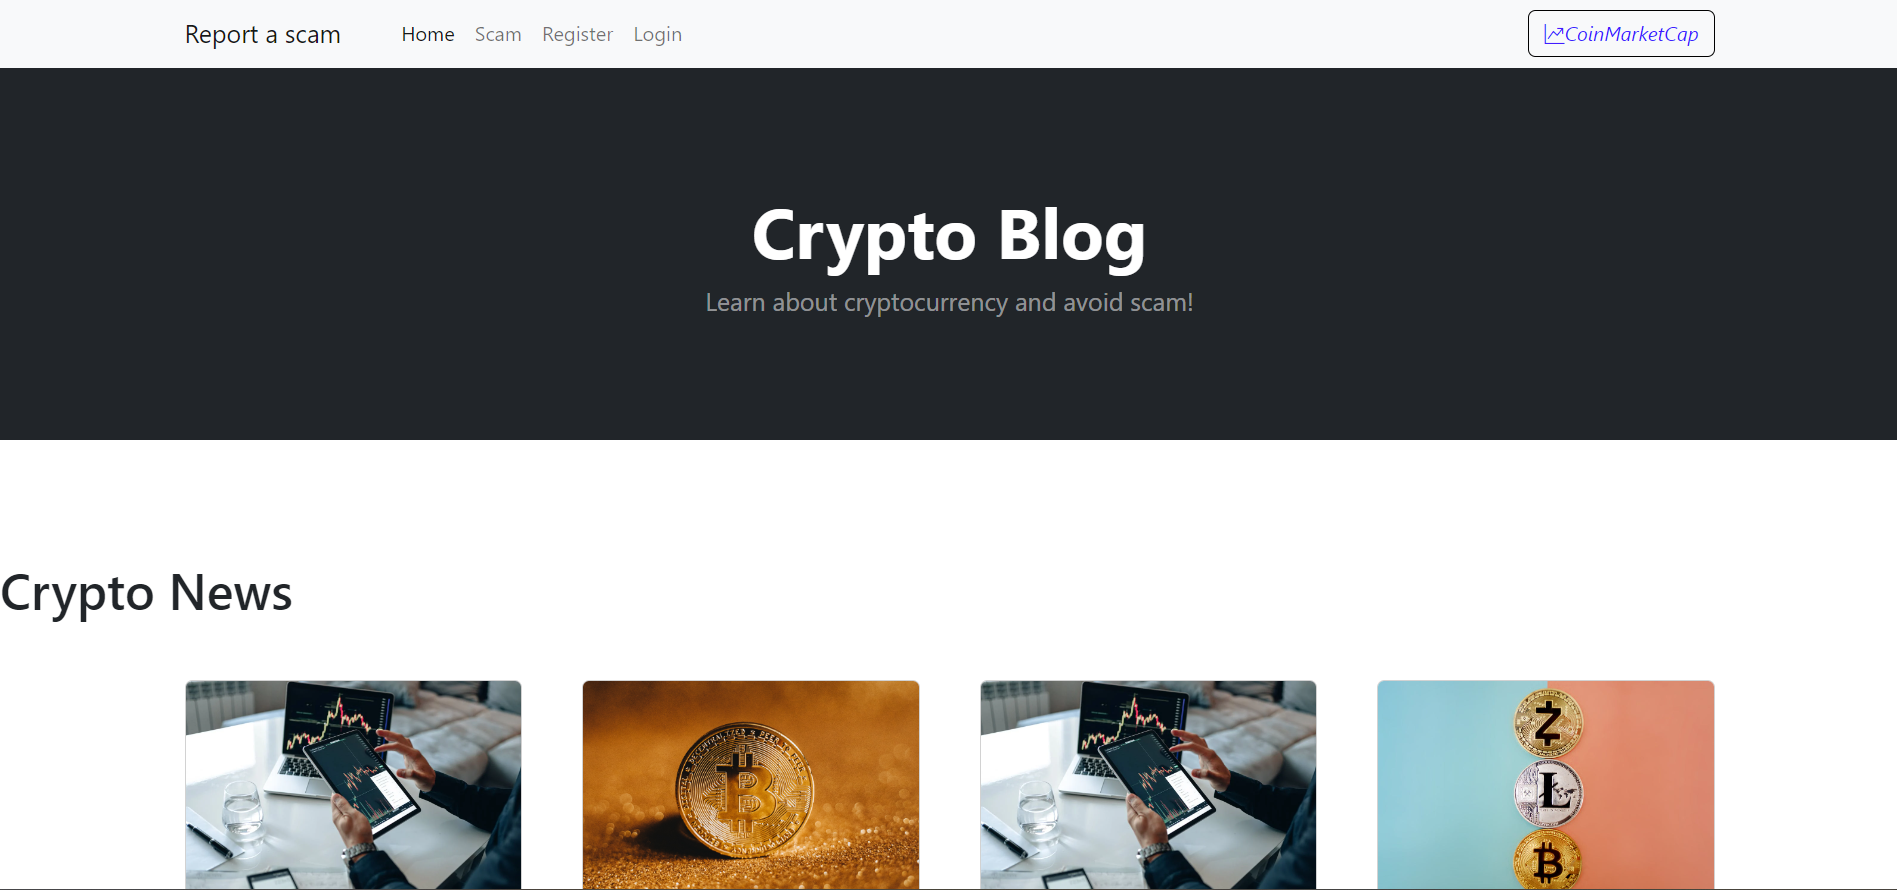 Report a scam Home Scam Register Login CoinMarketCap
Crypto Blog
Learn about cryptocurrency and avoid scam!
Crypto News